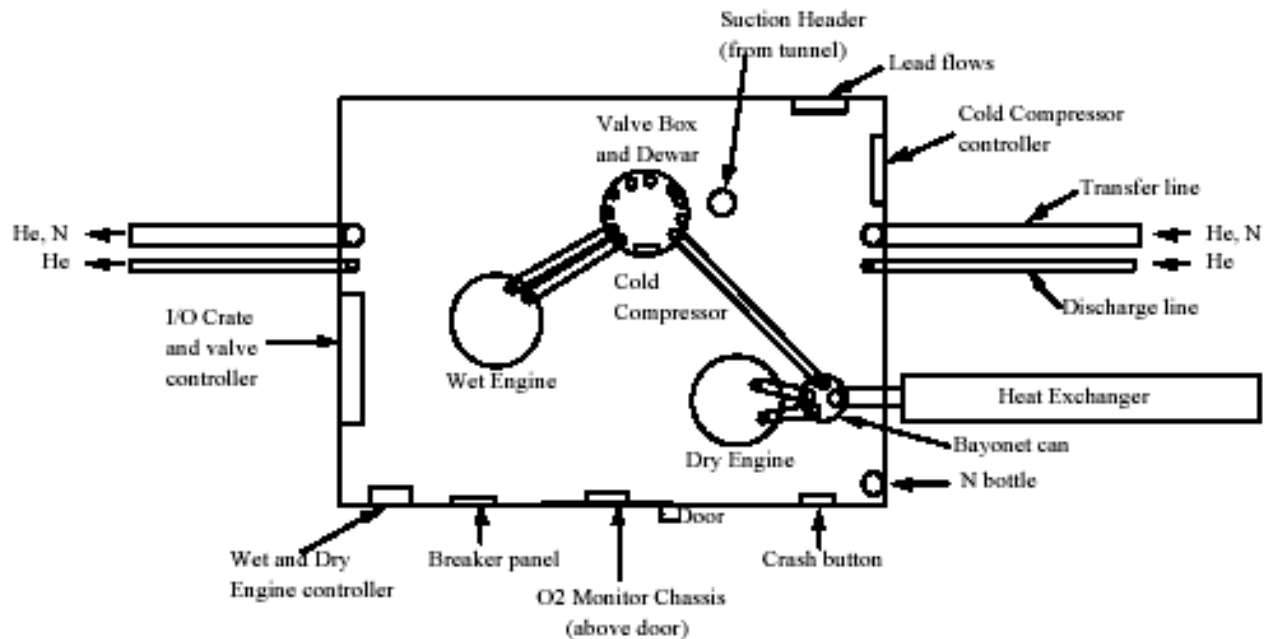 Suction Header
(from tunnel)
Lead flows
Valve Box
and Dewar
Cold Compressor
controller
Transfer line
He, N
He
He, N
He
Cold
Compressor
Discharge line
I/O Crate
and valve
controller
Wet Engine
Heat Exchanger
Bayonet can
Dry Engine
N bottle
Door
Wet and Dry
Engine controller
Breaker panel
Crash button
O2 Monitor Chassis
(above door)